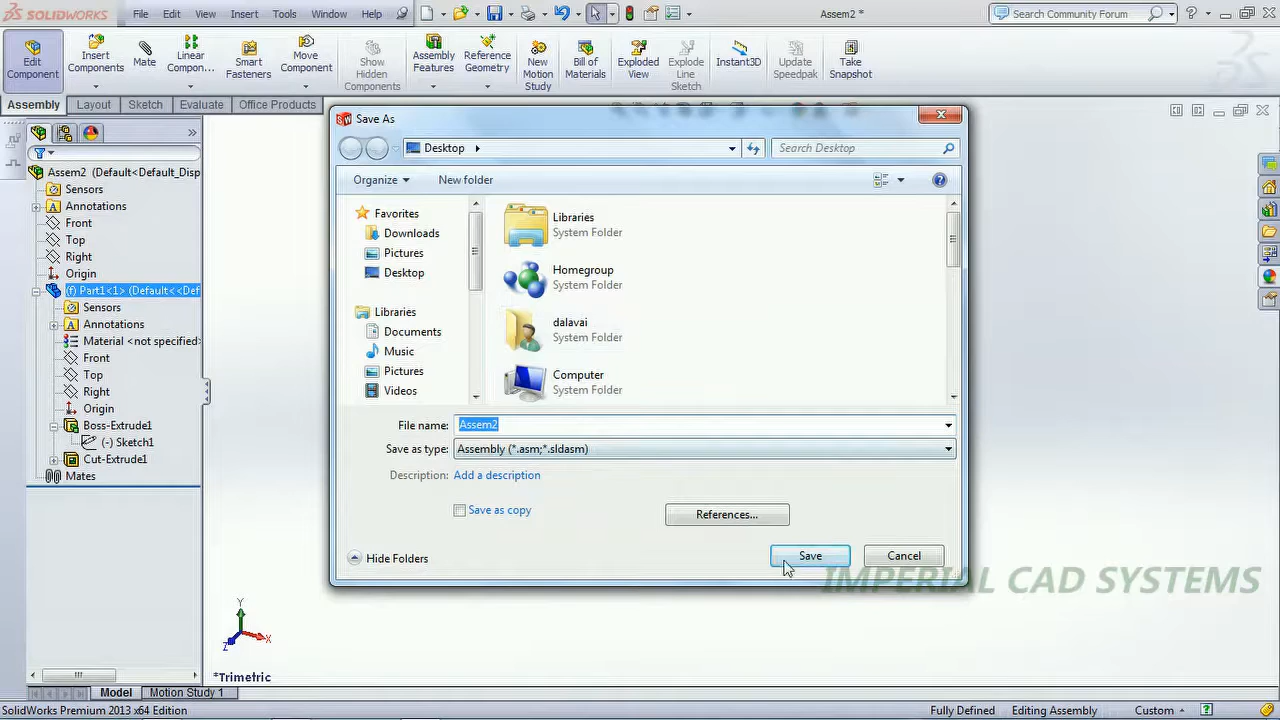 SOLIDWORKS File Edit View Insert Tools Window Help Assem2 * Search Community Forum
Edit Component
Insert Components
Mate
Linear Compon...
Smart Fasteners
Move Component
Show Hidden Components
Assembly Features
Reference Geometry
New Motion Study
Bill of Materials
Exploded View
Explode Line Sketch
Instant3D
Update Speedpak
Take Snapshot
Assembly Layout Sketch Evaluate Office Products
Assem2 (Default<Default_Disp
Sensors
Annotations
Front
Top
Right
Origin
(f) Part1<1> (Default<<Def
Sensors
Annotations
Material <not specified>
Front
Top
Right
Origin
Boss-Extrude1
(-) Sketch1
Cut-Extrude1
Mates
Save As
Desktop
Search Desktop
Organize New folder
Favorites
Downloads
Pictures
Desktop
Libraries
Documents
Music
Pictures
Videos
Libraries
System Folder
Homegroup
System Folder
dalavai
System Folder
Computer
System Folder
File name: Assem2
Save as type: Assembly (*.asm;*.sldasm)
Description: Add a description
Save as copy
References...
Hide Folders
Save Cancel
IMPERIAL CAD SYSTEMS
Y
X
Z
*Trimetric
Model Motion Study 1
SolidWorks Premium 2013 x64 Edition Fully Defined Editing Assembly Custom